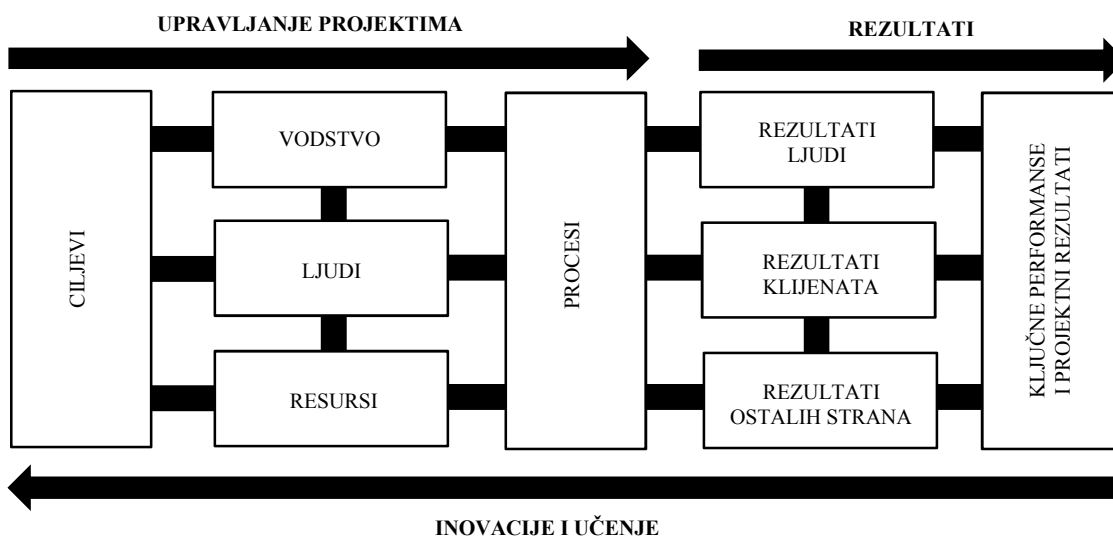 UPRAVLJANJE PROJEKTIMA
REZULTATI
CILJEVI
VODSTVO
LJUDI
RESURSI
PROCESI
REZULTATI
LJUDI
REZULTATI
KLIJENATA
REZULTATI
OSTALIH STRANA
KLJUČNE PERFORMANSE
I PROJEKTNI REZULTATI
INOVACIJE I UČENJE